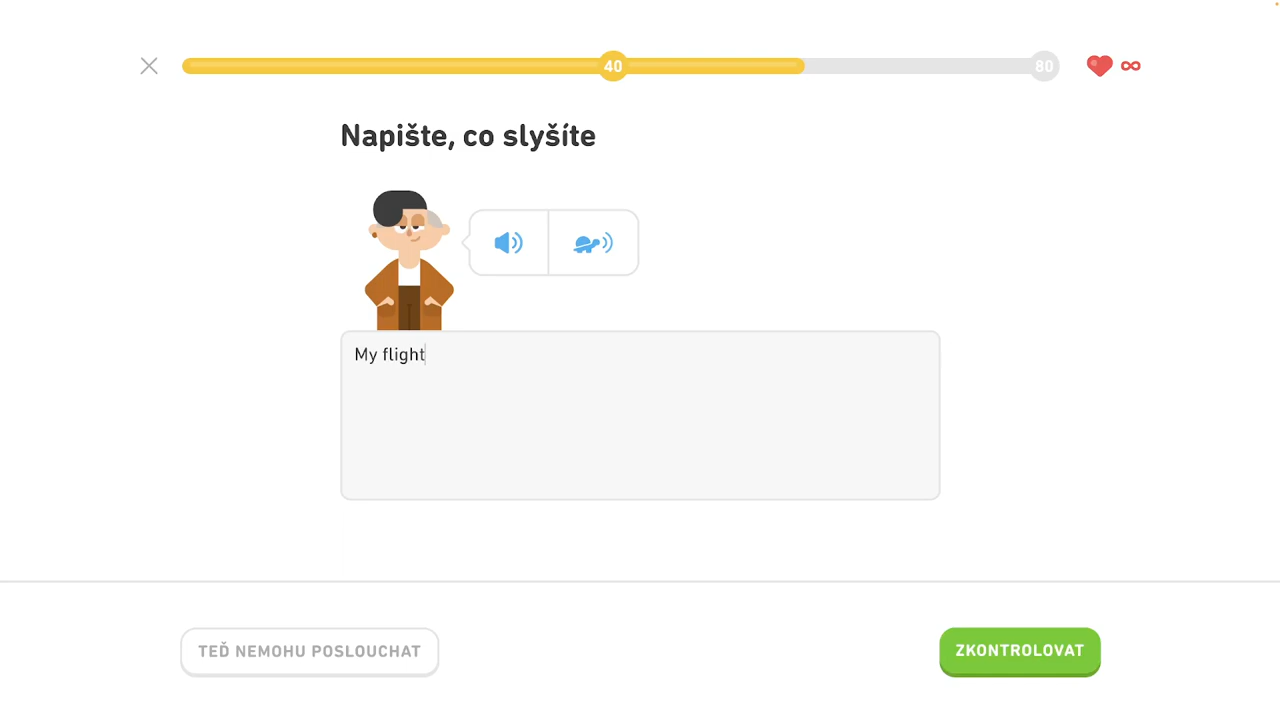 40
80
∞
Napište, co slyšíte
My flight
TEĎ NEMOHU POSLOUCHAT
ZKONTROLOVAT